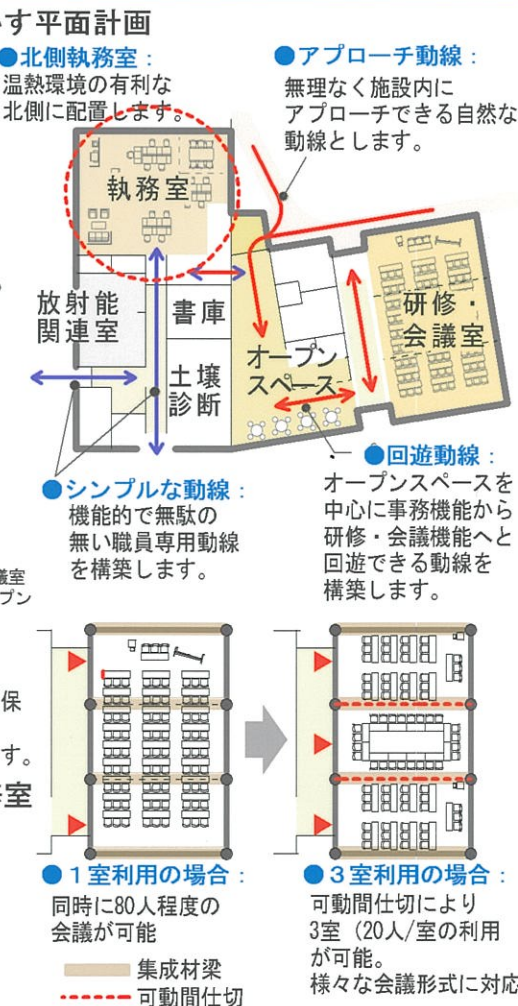 す平面計画
●北側執務室：
温熱環境の有利な
北側に配置します。
●アプローチ動線：
無理なく施設内に
アプローチできる自然な
動線とします。
執務室
放射能
関連室
書庫
土壌
診断
オープン
スペース
研修・
会議室
●シンプルな動線：
機能的で無駄の
無い職員専用動線
を構築します。
●回遊動線：
オープンスペースを
中心に事務機能から
研修・会議機能へと
回遊できる動線を
構築します。
議室
プン
保
す。
室
●１室利用の場合：
同時に80人程度の
会議が可能
●３室利用の場合：
可動間仕切により
3室（20人/室の利用
が可能。
様々な会議形式に対応
集成材梁
可動間仕切